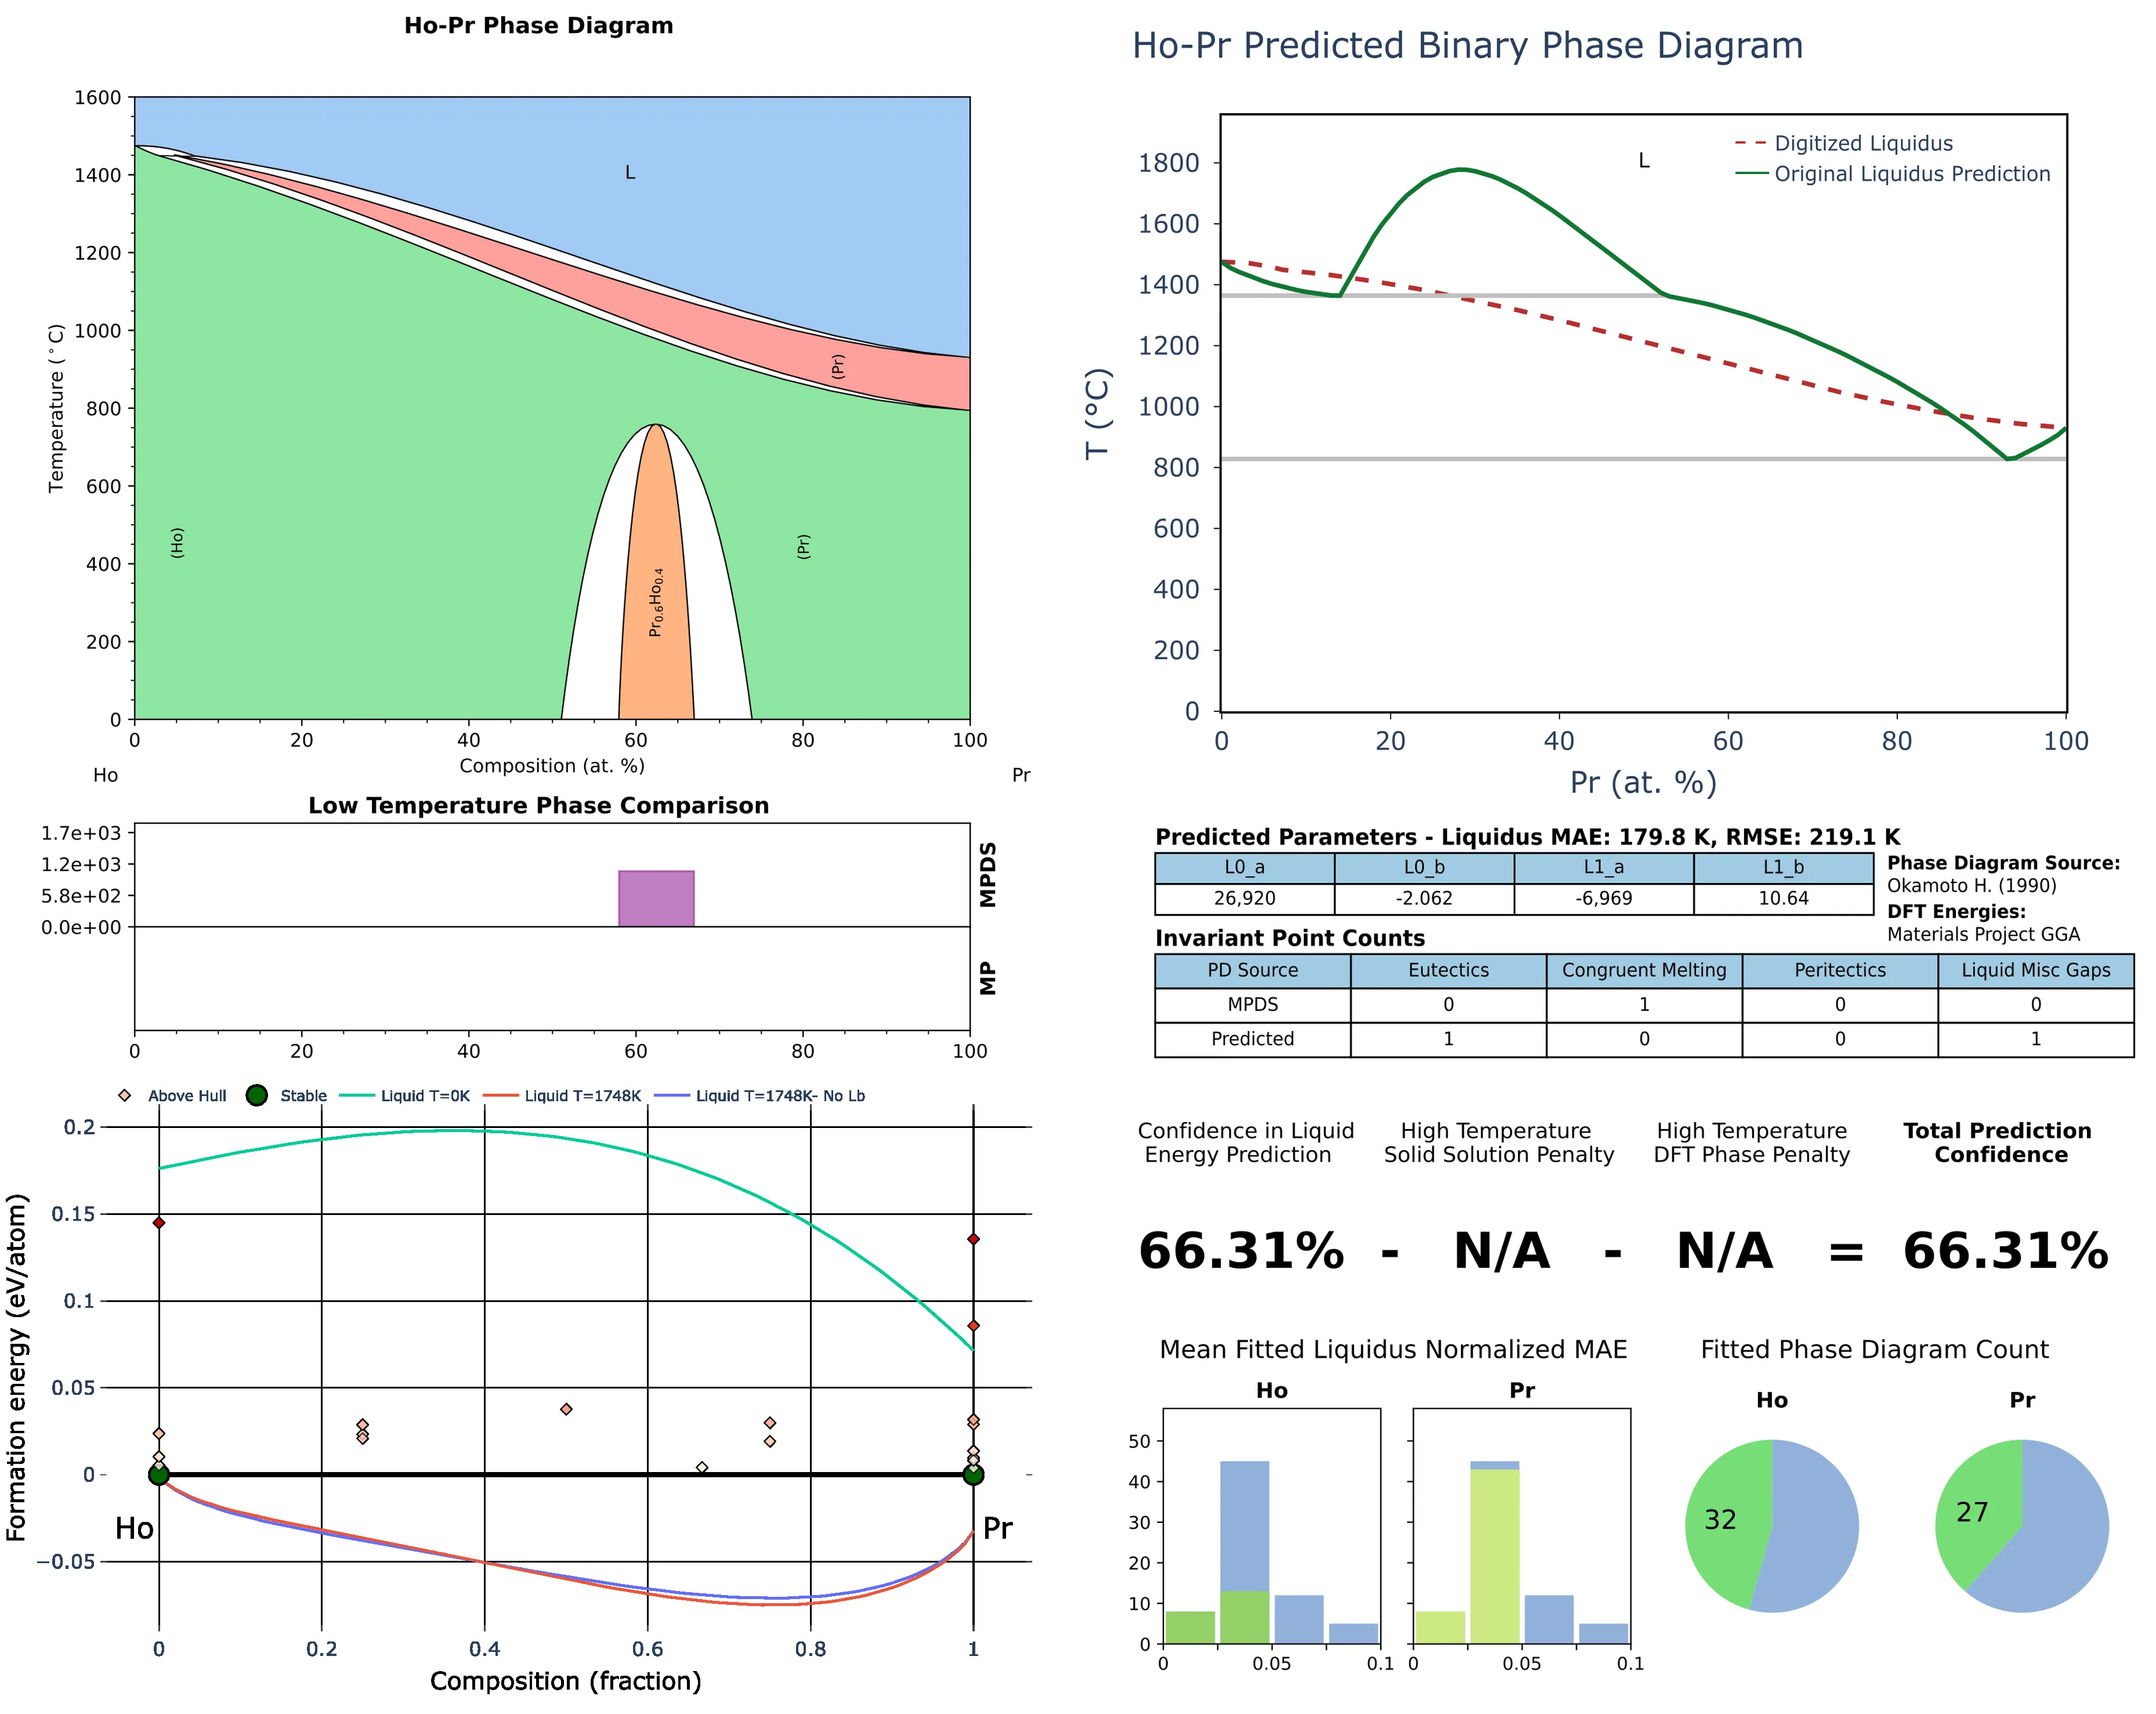 Ho-Pr Phase Diagram
1600
1400
1200
1000
800
600
400
200
0
Temperature (°C)
L
(Pr)
(Ho)
(Pr)
Pr0.6Ho0.4
0 20 40 60 80 100
Composition (at. %)
Ho Pr
Low Temperature Phase Comparison
1.7e+03
1.2e+03
5.8e+02
0.0e+00
MPDS
MP
0 20 40 60 80 100
Above Hull Stable Liquid T=0K Liquid T=1748K Liquid T=1748K- No Lb
0.2
0.15
0.1
0.05
0
−0.05
Formation energy (eV/atom)
Ho Pr
0 0.2 0.4 0.6 0.8 1
Composition (fraction)
Ho-Pr Predicted Binary Phase Diagram
Digitized Liquidus
Original Liquidus Prediction
L
1800
1600
1400
1200
1000
800
600
400
200
0
T (°C)
0 20 40 60 80 100
Pr (at. %)
Predicted Parameters - Liquidus MAE: 179.8 K, RMSE: 219.1 K
L0_a L0_b L1_a L1_b
26,920 -2.062 -6,969 10.64
Phase Diagram Source:
Okamoto H. (1990)
DFT Energies:
Materials Project GGA
Invariant Point Counts
PD Source Eutectics Congruent Melting Peritectics Liquid Misc Gaps
MPDS 0 1 0 0
Predicted 1 0 0 1
Confidence in Liquid
Energy Prediction
High Temperature
Solid Solution Penalty
High Temperature
DFT Phase Penalty
Total Prediction
Confidence
66.31% - N/A - N/A = 66.31%
Mean Fitted Liquidus Normalized MAE
Ho Pr
50
40
30
20
10
0
0 0.05 0.1 0 0.05 0.1
Fitted Phase Diagram Count
Ho Pr
32 27